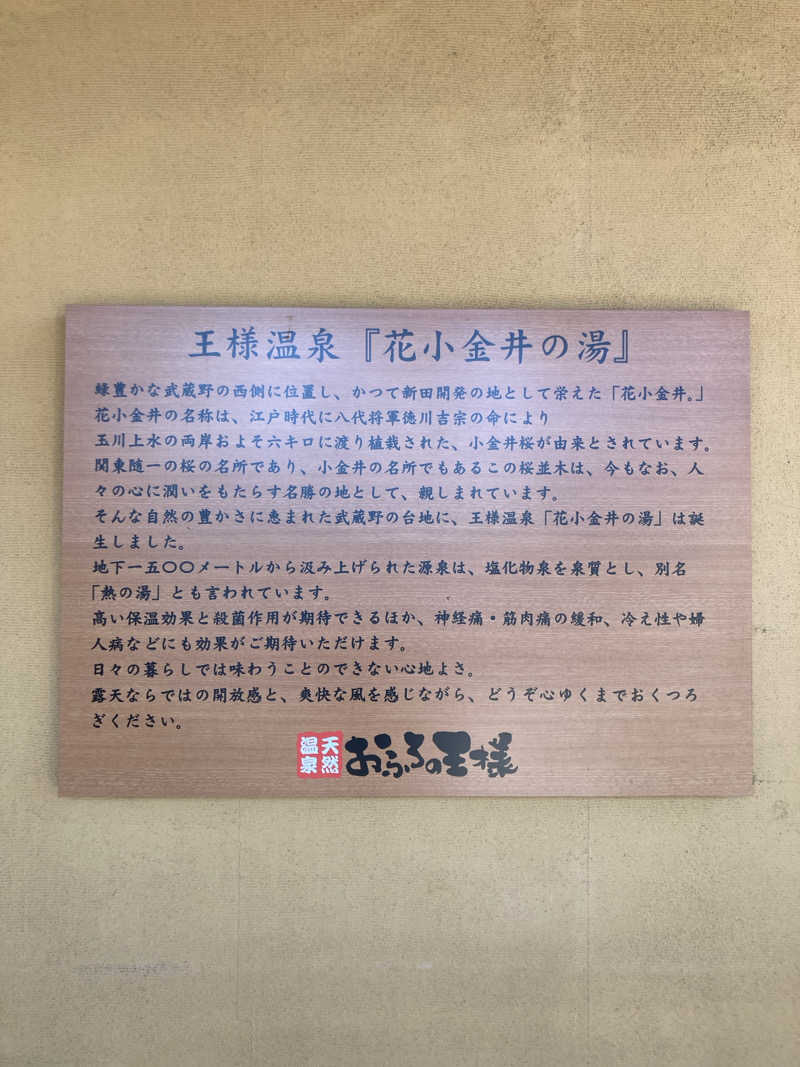 王様温泉『花小金井の湯』
緑豊かな武蔵野の西側に位置し、かつて新田開発の地として栄えた「花小金井。」
花小金井の名称は、江戸時代に八代将軍徳川吉宗の命により
玉川上水の両岸およそ六キロに渡り植栽された、小金井桜が由来とされています。
関東随一の桜の名所であり、小金井の名所でもあるこの桜並木は、今もなお、人
々の心に潤いをもたらす名勝の地として、親しまれています。
そんな自然の豊かさに恵まれた武蔵野の台地に、王様温泉「花小金井の湯」は誕
生しました。
地下一五〇〇メートルから汲み上げられた源泉は、塩化物泉を泉質とし、別名
「熱の湯」とも言われています。
高い保温効果と殺菌作用が期待できるほか、神経痛・筋肉痛の緩和、冷え性や婦
人病などにも効果がご期待いただけます。
日々の暮らしでは味わうことのできない心地よさ。
露天ならではの開放感と、爽快な風を感じながら、どうぞ心ゆくまでおくつろ
ぎください。
天然温泉 おふろの王様